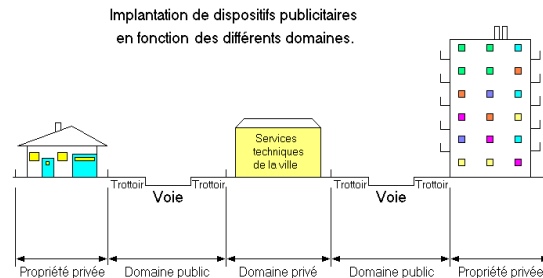 Implantation de dispositifs publicitaires
en fonction des différents domaines.
Services
techniques
de la ville
Trottoir
Voie
Trottoir
Trottoir
Voie
Trottoir
Propriété privée
Domaine public
Domaine privé
Domaine public
Propriété privée